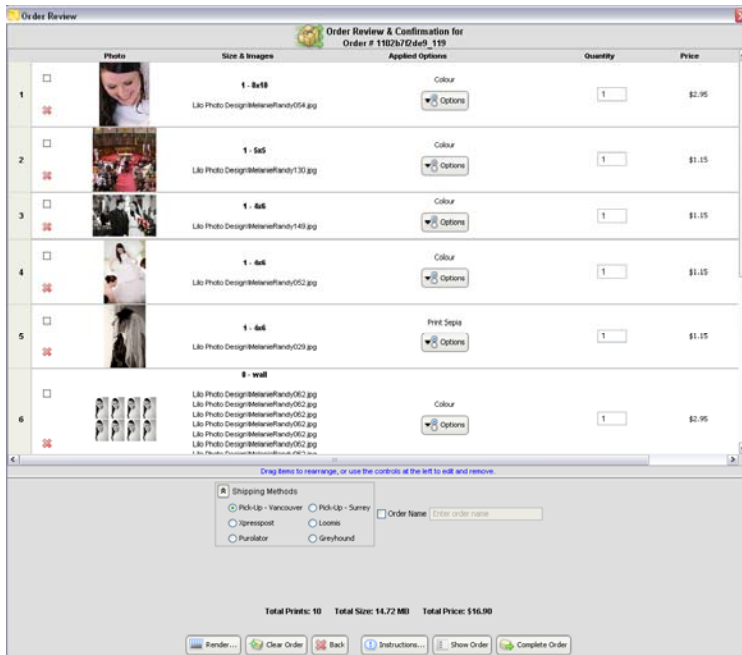 Order Review
Order Review & Confirmation for
Order # 1182b7f2de9_119
Photo Size & Images Applied Options Quantity Price
1 1 - 8x10 Colour 1 $2.95
Lilo Photo Design\MelanieRandy054.jpg Options
2 1 - 5x5 Colour 1 $1.15
Lilo Photo Design\MelanieRandy130.jpg Options
3 1 - 4x6 Colour 1 $1.15
Lilo Photo Design\MelanieRandy149.jpg Options
4 1 - 4x6 Colour 1 $1.15
Lilo Photo Design\MelanieRandy052.jpg Options
5 1 - 4x6 Print Sepia 1 $1.15
Lilo Photo Design\MelanieRandy029.jpg Options
6 8 - wall Colour 1 $2.95
Lilo Photo Design\MelanieRandy062.jpg
Lilo Photo Design\MelanieRandy062.jpg
Lilo Photo Design\MelanieRandy062.jpg
Lilo Photo Design\MelanieRandy062.jpg Options
Lilo Photo Design\MelanieRandy062.jpg
Lilo Photo Design\MelanieRandy062.jpg
Drag items to rearrange, or use the controls at the left to edit and remove.
Shipping Methods
Pick-Up - Vancouver Pick-Up - Surrey Order Name Enter order name
Xpresspost Loomis
Purolator Greyhound
Total Prints: 10 Total Size: 14.72 MB Total Price: $16.90
Render... Clear Order Back Instructions... Show Order Complete Order